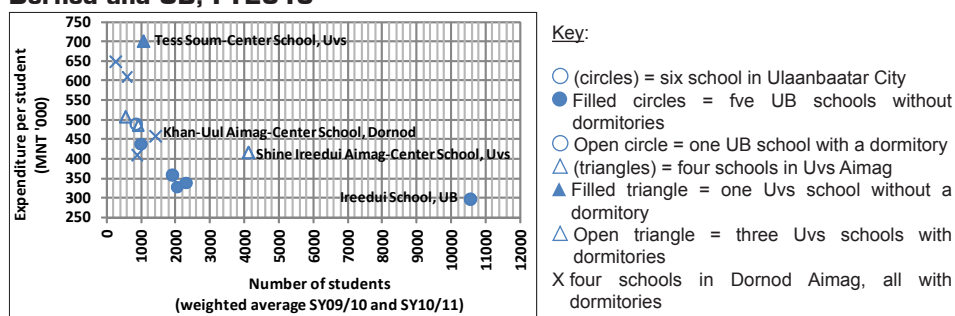 750
700
650
600
550
500
450
400
350
300
250
Expenditure per student
(MNT '000)
Tess Soum-Center School, Uvs
Khan-Uul Aimag-Center School, Dornod
Shine Ireedui Aimag-Center School, Uvs
Ireedui School, UB
0
1000
2000
3000
4000
5000
6000
7000
8000
9000
10000
11000
12000
Number of students
(weighted average SY09/10 and SY10/11)
Key:
(circles) = six school in Ulaanbaatar City
Filled circles = fve UB schools without
dormitories
Open circle = one UB school with a dormitory
(triangles) = four schools in Uvs Aimag
Filled triangle = one Uvs school without a
dormitory
Open triangle = three Uvs schools with
dormitories
X four schools in Dornod Aimag, all with
dormitories